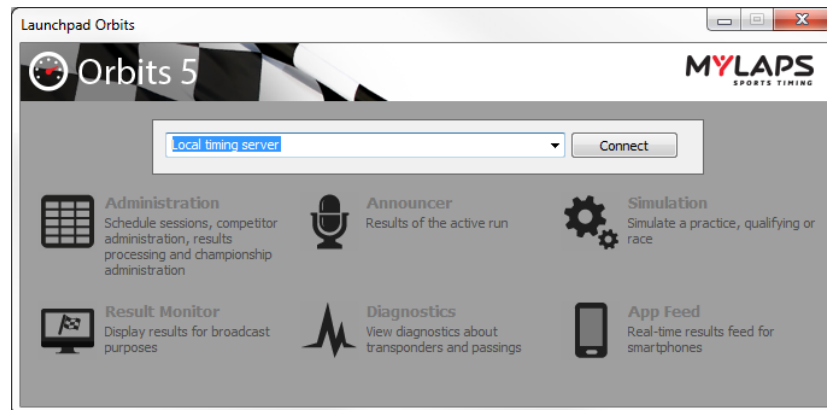 Launchpad Orbits
Orbits 5
MYLAPS
SPORTS TIMING
Local timing server
Connect
Administration
Schedule sessions, competitor
administration, results
processing and championship
administration
Announcer
Results of the active run
Simulation
Simulate a practice, qualifying or
race
Result Monitor
Display results for broadcast
purposes
Diagnostics
View diagnostics about
transponders and passings
App Feed
Real-time results feed for
smartphones